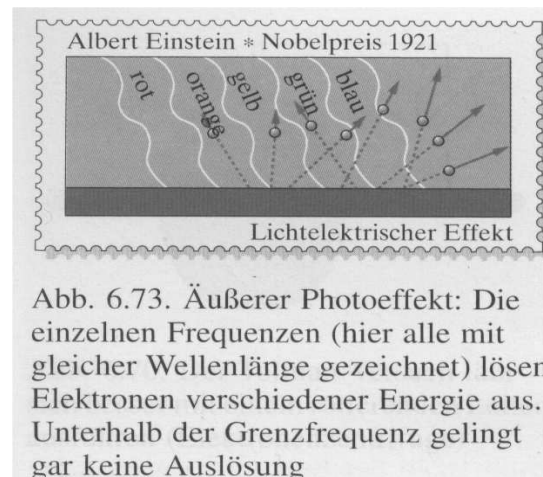 Albert Einstein * Nobelpreis 1921
rot
orange
gelb
grün
blau
Lichtelektrischer Effekt
Abb. 6.73. Äußerer Photoeffekt: Die
einzelnen Frequenzen (hier alle mit
gleicher Wellenlänge gezeichnet) lösen
Elektronen verschiedener Energie aus.
Unterhalb der Grenzfrequenz gelingt
gar keine Auslösung